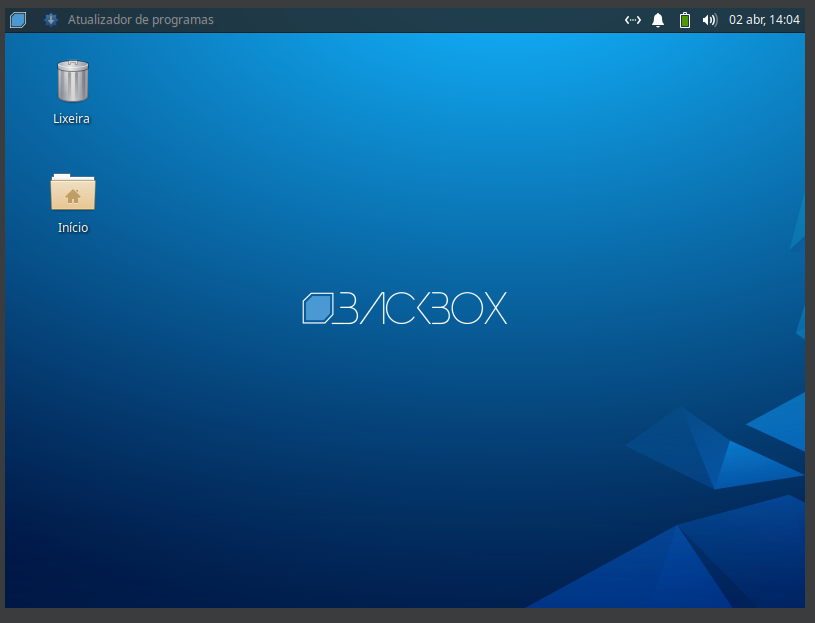 Atualizador de programas
02 abr, 14:04
Lixeira
Início
BACKBOX